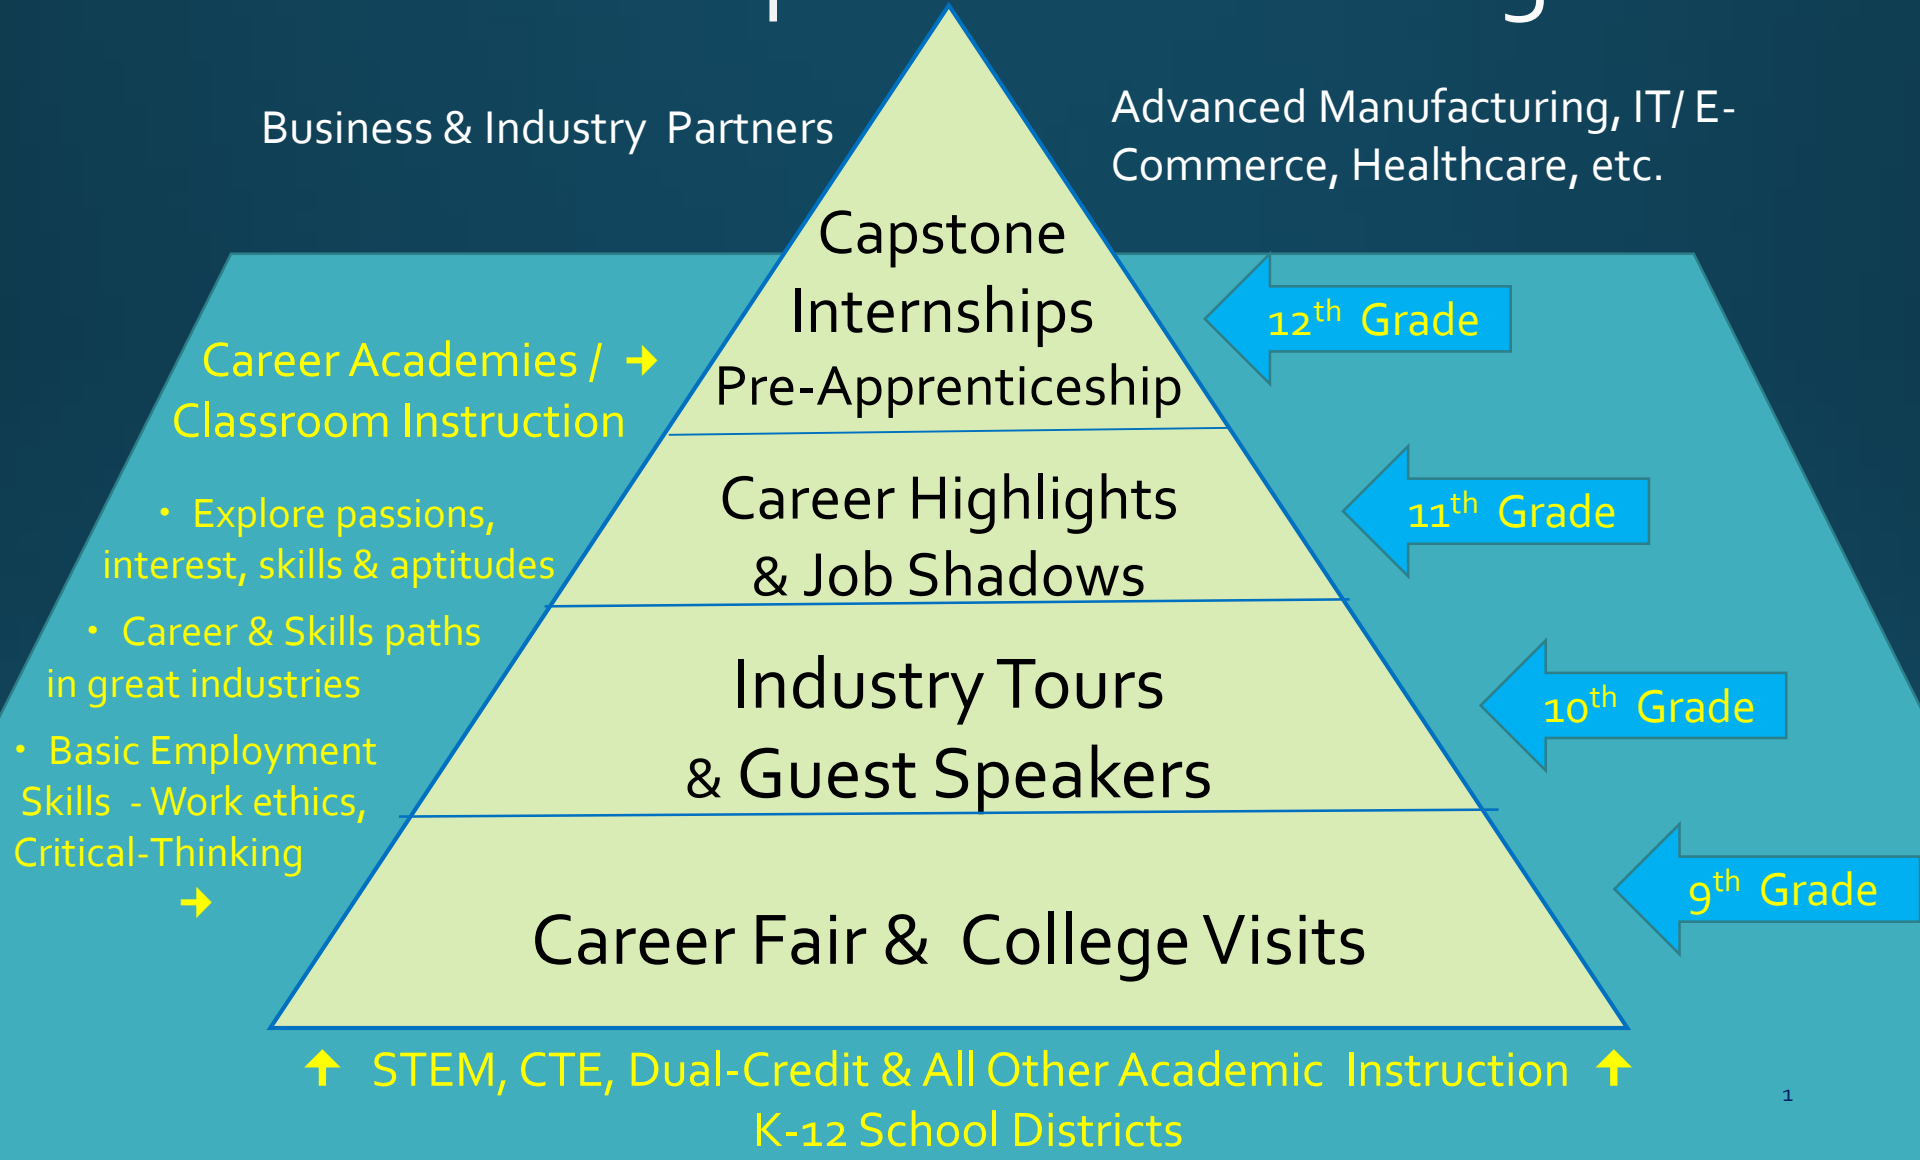 Business & Industry Partners
Advanced Manufacturing, IT/ E-
Commerce, Healthcare, etc.
Capstone
Internships
Pre-Apprenticeship
12th Grade
Career Academies / →
Classroom Instruction
Career Highlights
& Job Shadows
11th Grade
• Explore passions,
interest, skills & aptitudes
• Career & Skills paths
in great industries
Industry Tours
& Guest Speakers
10th Grade
• Basic Employment
Skills - Work ethics,
Critical-Thinking
→
Career Fair & College Visits
9th Grade
↑ STEM, CTE, Dual-Credit & All Other Academic Instruction ↑
K-12 School Districts
1